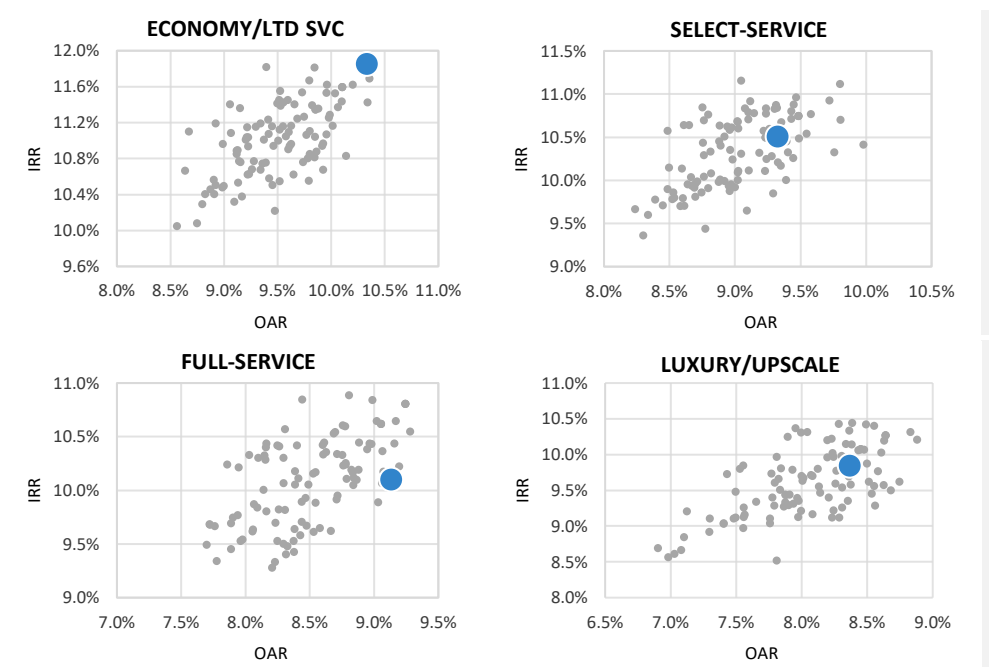 ECONOMY/LTD SVC
12.0%
11.6%
11.2%
10.8%
10.4%
10.0%
9.6%
IRR
8.0% 8.5% 9.0% 9.5% 10.0% 10.5% 11.0%
OAR
SELECT-SERVICE
11.5%
11.0%
10.5%
10.0%
9.5%
9.0%
IRR
8.0% 8.5% 9.0% 9.5% 10.0% 10.5%
OAR
FULL-SERVICE
11.0%
10.5%
10.0%
9.5%
9.0%
IRR
7.0% 7.5% 8.0% 8.5% 9.0% 9.5%
OAR
LUXURY/UPSCALE
11.0%
10.5%
10.0%
9.5%
9.0%
8.5%
8.0%
IRR
6.5% 7.0% 7.5% 8.0% 8.5% 9.0%
OAR